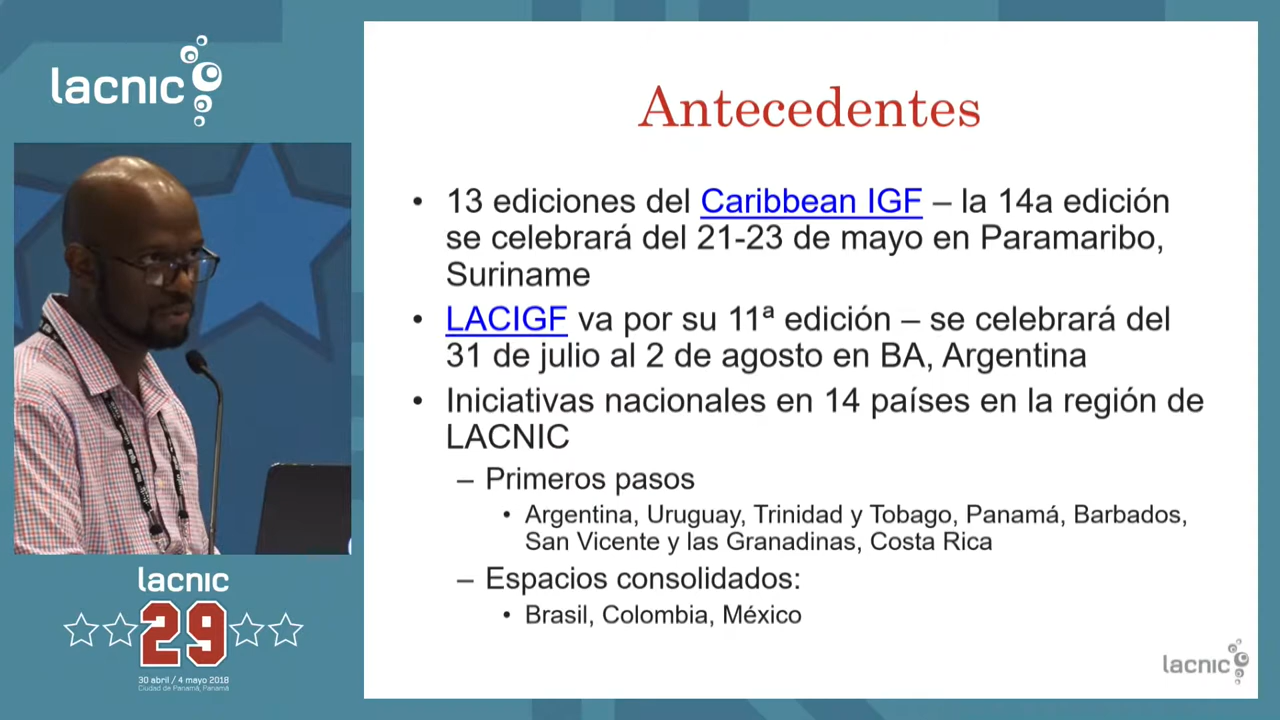 lacnic
Antecedentes
• 13 ediciones del Caribbean IGF – la 14a edición
se celebrará del 21-23 de mayo en Paramaribo,
Suriname
• LACIGF va por su 11ª edición – se celebrará del
31 de julio al 2 de agosto en BA, Argentina
• Iniciativas nacionales en 14 países en la región de
LACNIC
– Primeros pasos
• Argentina, Uruguay, Trinidad y Tobago, Panamá, Barbados,
San Vicente y las Granadinas, Costa Rica
– Espacios consolidados:
• Brasil, Colombia, México
lacnic
29
30 abril / 4 mayo 2018
Ciudad de Panamá, Panamá
lacnic